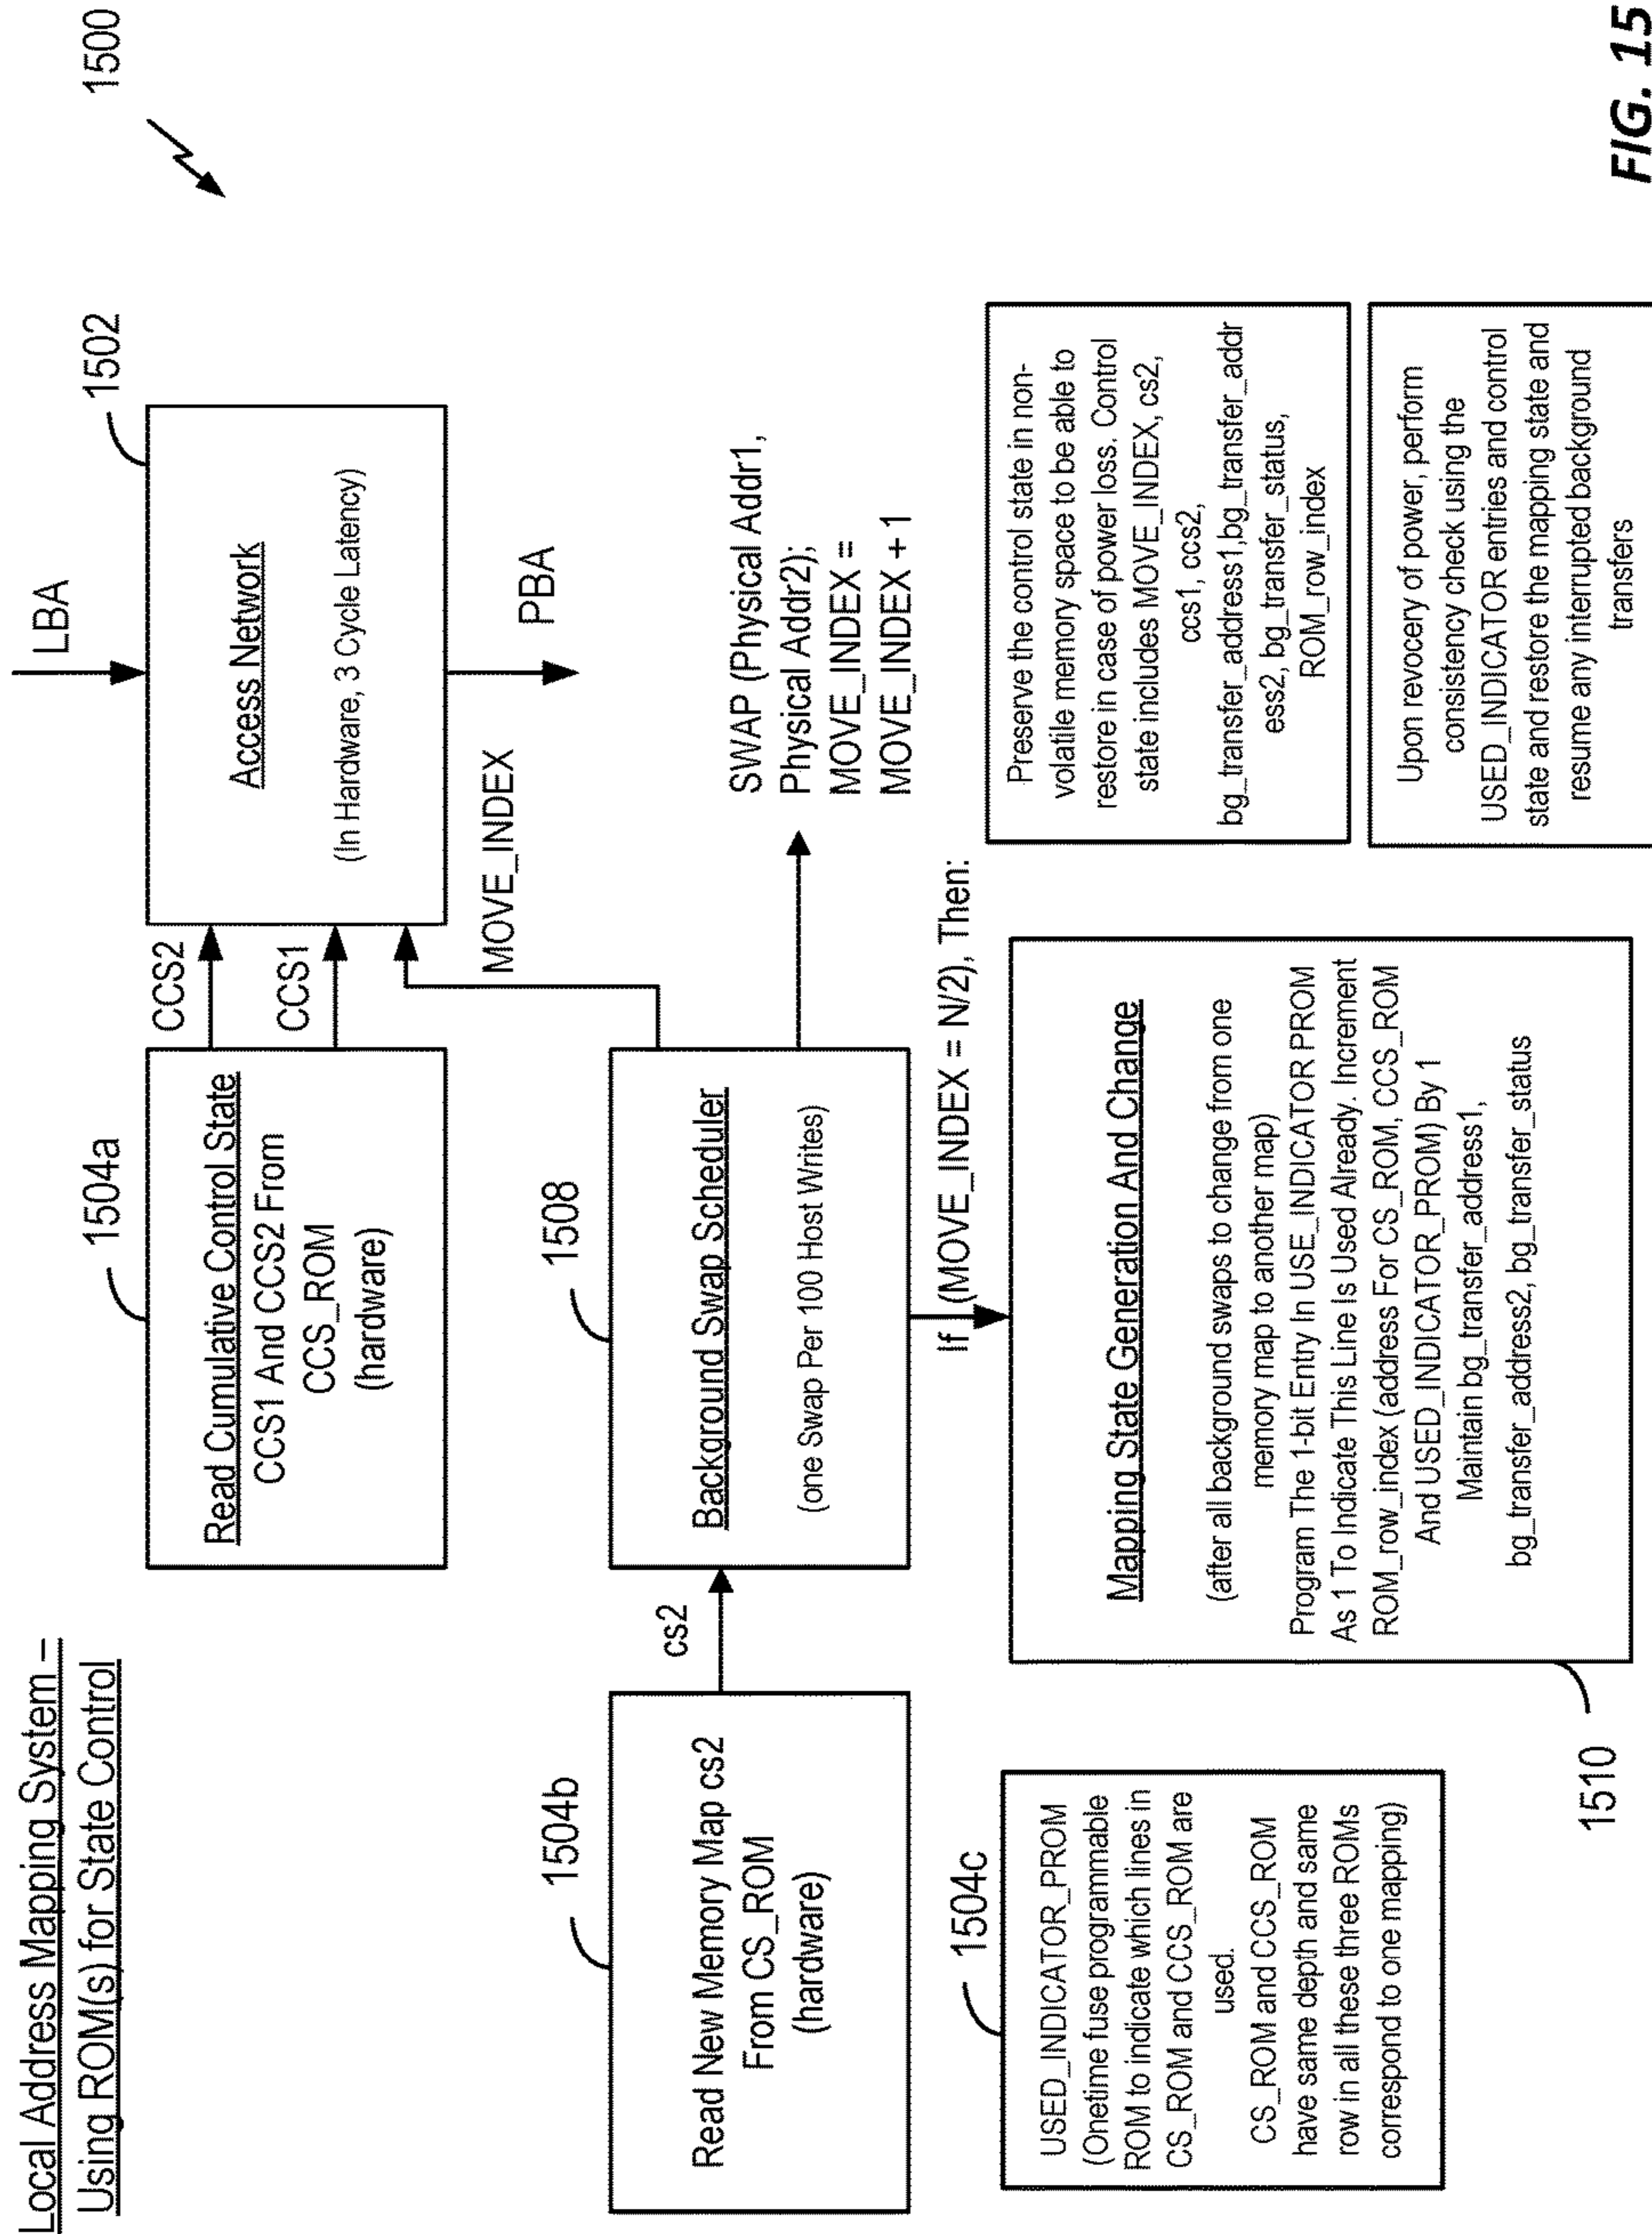 Local Address Mapping System –
Using ROM(s) for State Control
1500
LBA
1502
Access Network
(In Hardware, 3 Cycle Latency)
PBA
1504a
Read Cumulative Control State
CCS1 And CCS2 From
CCS_ROM
(hardware)
CCS2
CCS1
MOVE_INDEX
1504b
Read New Memory Map cs2
From CS_ROM
(hardware)
cs2
1508
Background Swap Scheduler
(one Swap Per 100 Host Writes)
SWAP (Physical Addr1,
Physical Addr2);
MOVE_INDEX =
MOVE_INDEX + 1
If (MOVE_INDEX = N/2), Then:
1504c
USED_INDICATOR_PROM
(Onetime fuse programmable
ROM to indicate which lines in
CS_ROM and CCS_ROM are
used.
CS_ROM and CCS_ROM
have same depth and same
row in all these three ROMs
correspond to one mapping)
1510
Mapping State Generation And Change
(after all background swaps to change from one
memory map to another map)
Program The 1-bit Entry In USE_INDICATOR PROM
As 1 To Indicate This Line Is Used Already. Increment
ROM_row_index (address For CS_ROM, CCS_ROM
And USED_INDICATOR_PROM) By 1
Maintain bg_transfer_address1,
bg_transfer_address2, bg_transfer_status
Preserve the control state in non-
volatile memory space to be able to
restore in case of power loss. Control
state includes MOVE_INDEX, cs2,
ccs1, ccs2,
bg_transfer_address1,bg_transfer_addr
ess2, bg_transfer_status,
ROM_row_index
Upon revocery of power, perform
consistency check using the
USED_INDICATOR entries and control
state and restore the mapping state and
resume any interrupted background
transfers
FIG. 15